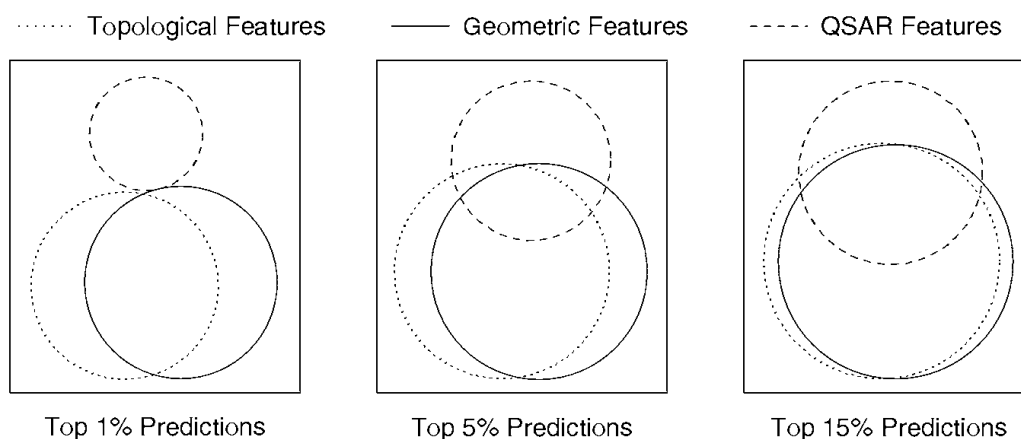 Topological Features Geometric Features QSAR Features
Top 1% Predictions Top 5% Predictions Top 15% Predictions